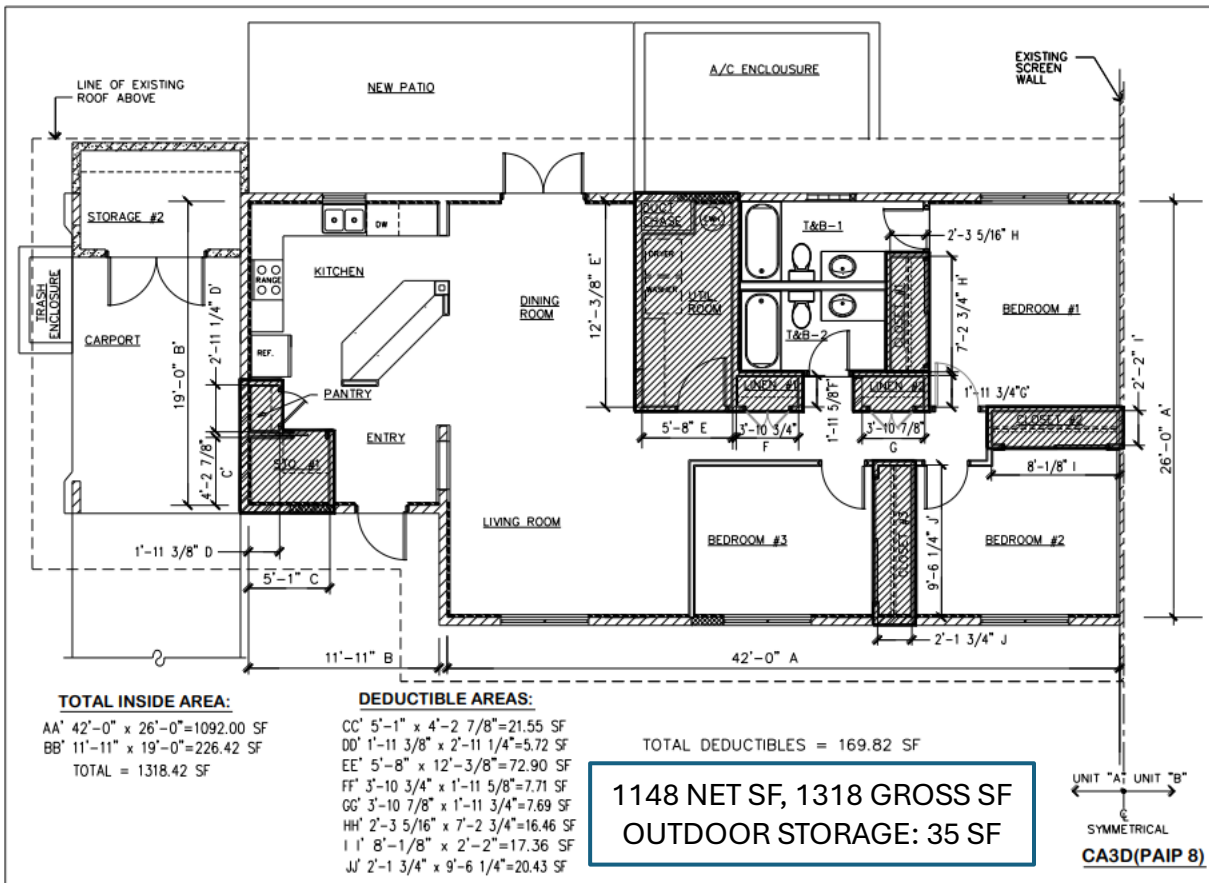 LINE OF EXISTING
ROOF ABOVE
NEW PATIO
A/C ENCLOUSURE
EXISTING
SCREEN
WALL
STORAGE #2
DW
DUCT
CHASE
EWH
T&B-1
2'-3 5/16" H
TRASH
ENCLOSURE
RANGE
KITCHEN
DINING
ROOM
12'-3/8" E'
DRYER
WASHER
UTIL.
ROOM
CLOSET #1
7'-2 3/4" H'
BEDROOM #1
CARPORT
2'-11 1/4" D'
19'-0" B'
REF.
T&B-2
2'-2" I'
PANTRY
LINEN #1
LINEN #2
1'-11 3/4"G'
1'-11 5/8"F'
CLOSET #2
26'-0" A'
ENTRY
5'-8" E
3'-10 3/4"
F
3'-10 7/8"
G
8'-1/8" I
4'-2 7/8"
C'
STO. #1
LIVING ROOM
BEDROOM #3
CLOSET #3
9'-6 1/4" J'
BEDROOM #2
1'-11 3/8" D
5'-1" C
2'-1 3/4" J
11'-11" B
42'-0" A
TOTAL INSIDE AREA:
AA' 42'-0" x 26'-0"=1092.00 SF
BB' 11'-11" x 19'-0"=226.42 SF
TOTAL = 1318.42 SF
DEDUCTIBLE AREAS:
CC' 5'-1" x 4'-2 7/8"=21.55 SF
DD' 1'-11 3/8" x 2'-11 1/4"=5.72 SF
EE' 5'-8" x 12'-3/8"=72.90 SF
FF' 3'-10 3/4" x 1'-11 5/8"=7.71 SF
GG' 3'-10 7/8" x 1'-11 3/4"=7.69 SF
HH' 2'-3 5/16" x 7'-2 3/4"=16.46 SF
I I' 8'-1/8" x 2'-2"=17.36 SF
JJ' 2'-1 3/4" x 9'-6 1/4"=20.43 SF
TOTAL DEDUCTIBLES = 169.82 SF
1148 NET SF, 1318 GROSS SF
OUTDOOR STORAGE: 35 SF
UNIT "A" UNIT "B"
℄
SYMMETRICAL
CA3D(PAIP 8)